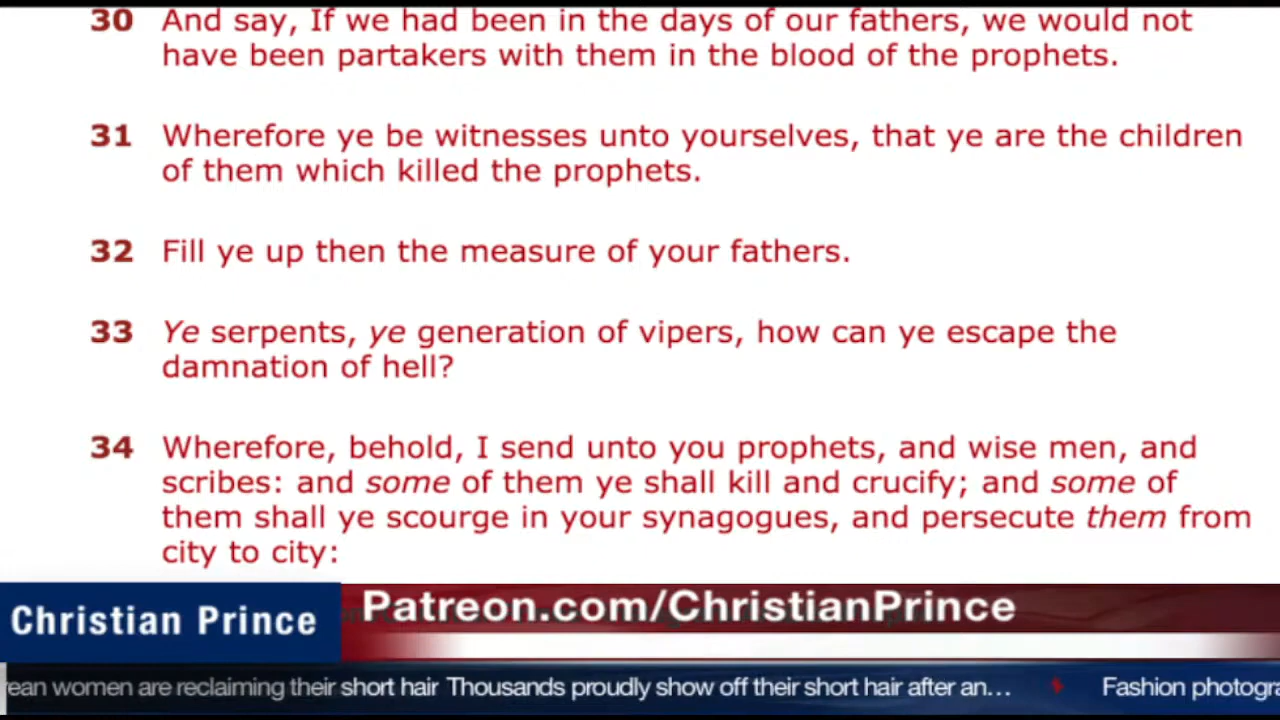 30 And say, If we had been in the days of our fathers, we would not
have been partakers with them in the blood of the prophets.
31 Wherefore ye be witnesses unto yourselves, that ye are the children
of them which killed the prophets.
32 Fill ye up then the measure of your fathers.
33 Ye serpents, ye generation of vipers, how can ye escape the
damnation of hell?
34 Wherefore, behold, I send unto you prophets, and wise men, and
scribes: and some of them ye shall kill and crucify; and some of
them shall ye scourge in your synagogues, and persecute them from
city to city:
Christian Prince
Patreon.com/ChristianPrince
women are reclaiming their short hair Thousands proudly show off their short hair after an... Fashion